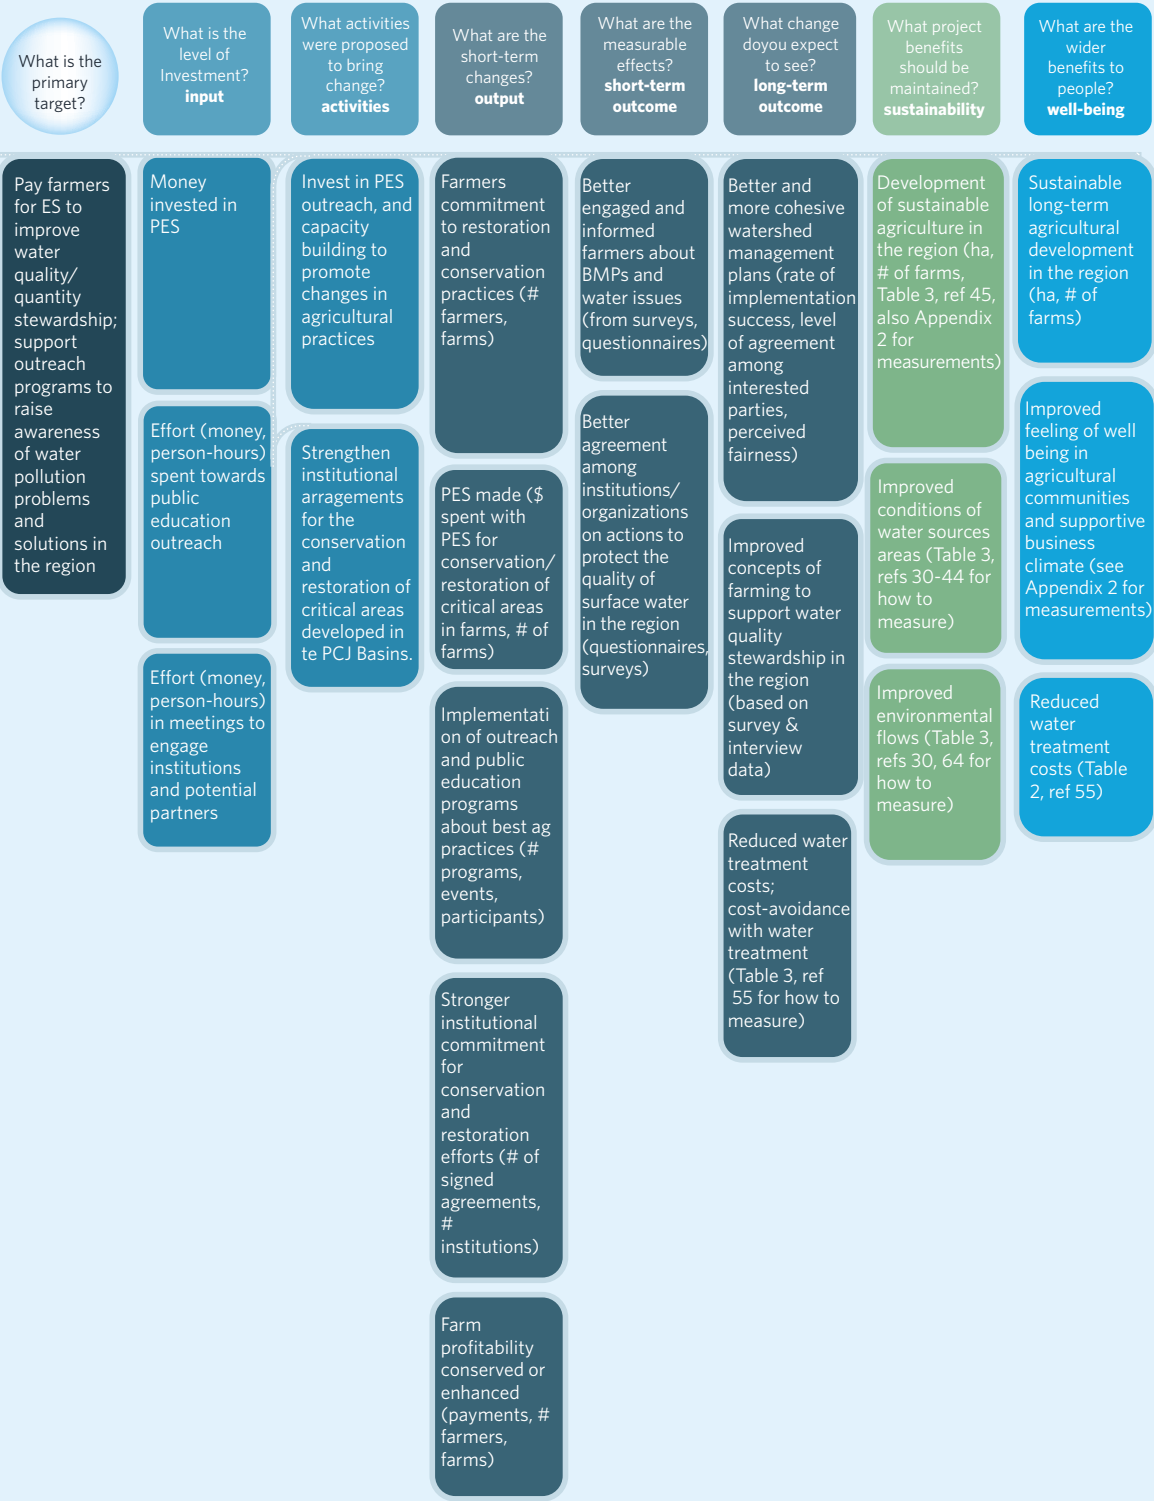 What is the
primary
target?
What is the
level of
Investment?
input
What activities
were proposed
to bring
change?
activities
What are the
short-term
changes?
output
What are the
measurable
effects?
short-term
outcome
What change
doyou expect
to see?
long-term
outcome
What project
benefits
should be
maintained?
sustainability
What are the
wider
benefits to
people?
well-being
Pay farmers
for ES to
improve
water
quality/
quantity
stewardship;
support
outreach
programs to
raise
awareness
of water
pollution
problems
and
solutions in
the region
Money
invested in
PES
Effort (money,
person-hours)
spent towards
public
education
outreach
Effort (money,
person-hours)
in meetings to
engage
institutions
and potential
partners
Invest in PES
outreach, and
capacity
building to
promote
changes in
agricultural
practices
Strengthen
institutional
arragements
for the
conservation
and
restoration of
critical areas
developed in
te PCJ Basins.
Farmers
commitment
to restoration
and
conservation
practices (#
farmers,
farms)
PES made ($
spent with
PES for
conservation/
restoration of
critical areas
in farms, # of
farms)
Implementati
on of outreach
and public
education
programs
about best ag
practices (#
programs,
events,
participants)
Stronger
institutional
commitment
for
conservation
and
restoration
efforts (# of
signed
agreements,
#
institutions)
Farm
profitability
conserved or
enhanced
(payments, #
farmers,
farms)
Better
engaged and
informed
farmers about
BMPs and
water issues
(from surveys,
questionnaires)
Better
agreement
among
institutions/
organizations
on actions to
protect the
quality of
surface water
in the region
(questionnaires,
surveys)
Better and
more cohesive
watershed
management
plans (rate of
implementation
success, level
of agreement
among
interested
parties,
perceived
fairness)
Improved
concepts of
farming to
support water
quality
stewardship in
the region
(based on
survey &
interview
data)
Reduced water
treatment
costs;
cost-avoidance
with water
treatment
(Table 3, ref
55 for how to
measure)
Development
of sustainable
agriculture in
the region (ha,
# of farms,
Table 3, ref 45,
also Appendix
2 for
measurements)
Improved
conditions of
water sources
areas (Table 3,
refs 30-44 for
how to
measure)
Improved
environmental
flows (Table 3,
refs 30, 64 for
how to
measure)
Sustainable
long-term
agricultural
development
in the region
(ha, # of
farms)
Improved
feeling of well
being in
agricultural
communities
and supportive
business
climate (see
Appendix 2 for
measurements)
Reduced
water
treatment
costs (Table
2, ref 55)